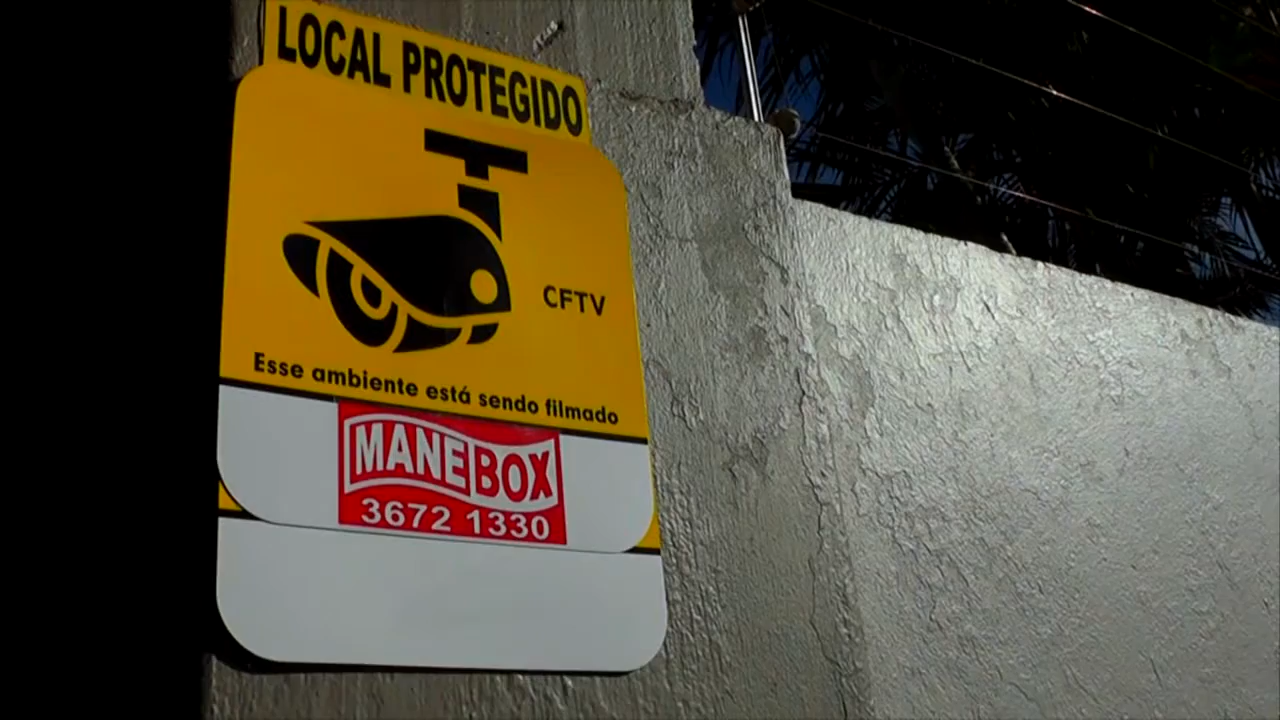 LOCAL PROTEGIDO
CFTV
Esse ambiente está sendo filmado
MANEBOX
3672 1330